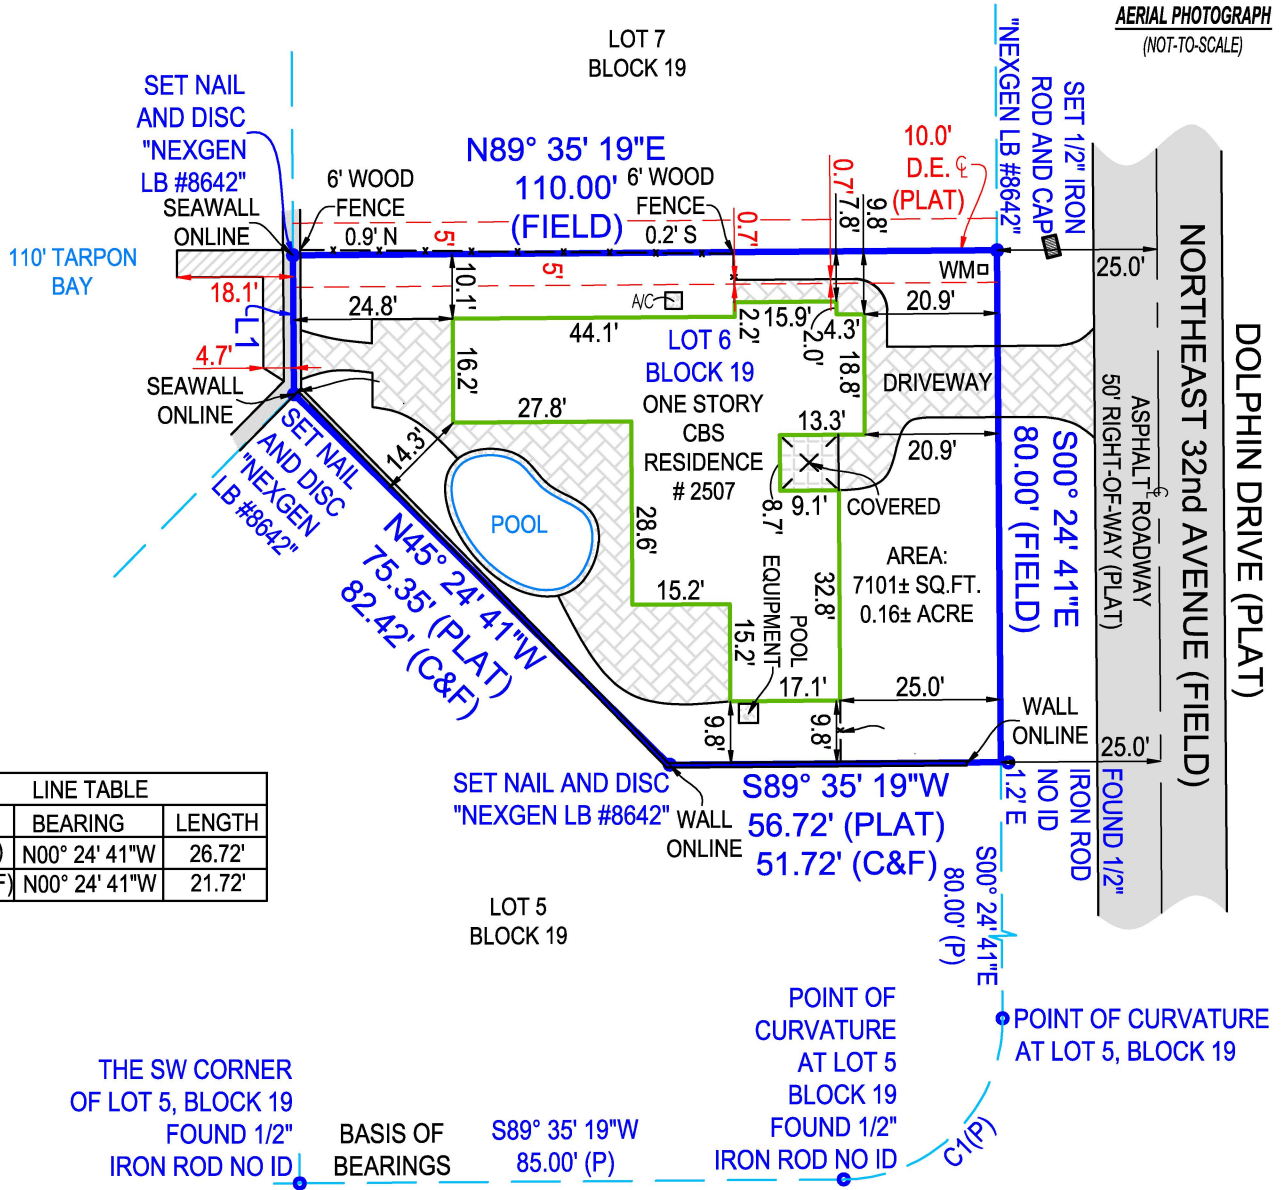 AERIAL PHOTOGRAPH
(NOT-TO-SCALE)
LOT 7
BLOCK 19
SET NAIL
AND DISC
"NEXGEN
LB #8642"
SEAWALL
ONLINE
110' TARPON
BAY
6' WOOD
FENCE
0.9' N
N89° 35' 19"E
110.00'
(FIELD)
6' WOOD
FENCE
0.2' S
5'
5'
0.7'
0.7'
7.8'
9.8'
10.0'
D.E. ℄
(PLAT)
SET 1/2" IRON
ROD AND CAP
"NEXGEN LB #8642"
25.0'
WM
18.1'
L1
4.7'
SEAWALL
ONLINE
24.8'
10.1'
A/C
44.1'
2.2'
15.9'
2.0'
4.3'
20.9'
LOT 6
BLOCK 19
ONE STORY
CBS
RESIDENCE
# 2507
16.2'
27.8'
18.8'
DRIVEWAY
13.3'
20.9'
14.3'
SET NAIL
AND DISC
"NEXGEN
LB #8642"
POOL
28.6'
8.7'
9.1'
COVERED
N45° 24' 41"W
75.35' (PLAT)
82.42' (C&F)
15.2'
15.2'
POOL
EQUIPMENT
32.8'
AREA:
7101± SQ.FT.
0.16± ACRE
S00° 24' 41"E
80.00' (FIELD)
ASPHALT ROADWAY
℄
50' RIGHT-OF-WAY (PLAT)
NORTHEAST 32nd AVENUE (FIELD)
DOLPHIN DRIVE (PLAT)
17.1'
25.0'
9.8'
9.8'
WALL
ONLINE
25.0'
SET NAIL AND DISC
"NEXGEN LB #8642"
WALL
ONLINE
S89° 35' 19"W
56.72' (PLAT)
51.72' (C&F)
FOUND 1/2"
IRON ROD
NO ID
1.2' E
LINE TABLE
BEARING LENGTH
) N00° 24' 41"W 26.72'
F) N00° 24' 41"W 21.72'
LOT 5
BLOCK 19
S00° 24' 41"E
80.00' (P)
POINT OF
CURVATURE
AT LOT 5
BLOCK 19
FOUND 1/2"
IRON ROD NO ID
POINT OF CURVATURE
AT LOT 5, BLOCK 19
C1(P)
THE SW CORNER
OF LOT 5, BLOCK 19
FOUND 1/2"
IRON ROD NO ID
BASIS OF
BEARINGS
S89° 35' 19"W
85.00' (P)